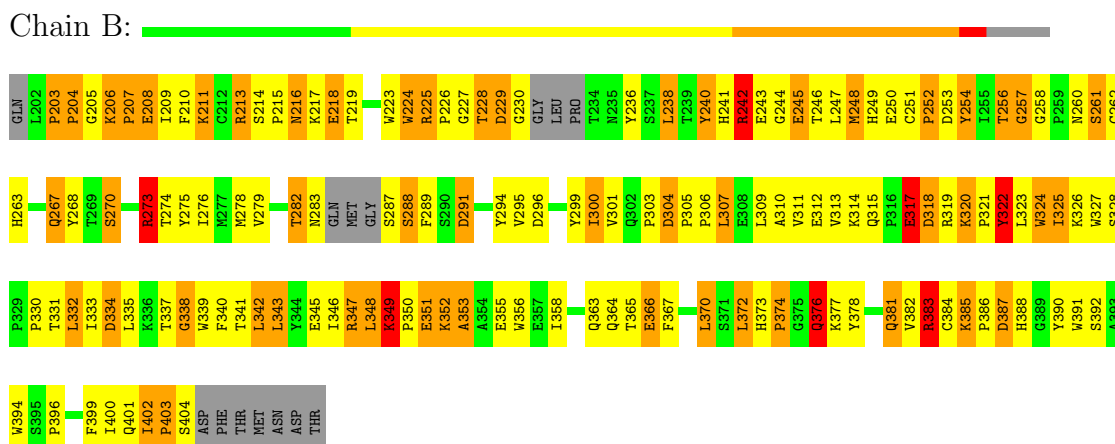 Chain B:
GLN L202 P203 P204 G205 K206 P207 E208 I209 F210 K211 C212 R213 S214 P215 N216 K217 E218 T219 W223 W224 R225 P226 G227 T228 D229 G230 GLY LEU PRO T234 N235 Y236 S237 L238 T239 Y240 H241 R242 E243 G244 E245 T246 L247 M248 H249 E250 C251 P252 D253 Y254 I255 T256 G257 G258 P259 N260 S261
H263 Q267 Y268 T269 S270 R273 T274 Y275 I276 M277 M278 V279 T282 N283 GLN MET GLY S287 S288 F289 S290 D291 Y294 V295 D296 Y299 I300 V301 Q302 P303 D304 P305 P306 L307 E308 L309 A310 V311 E312 V313 K314 Q315 P316 E317 D318 R319 K320 P321 Y322 L323 W324 I325 K326 W327
P329 P330 T331 L332 I333 D334 L335 K336 T337 G338 W339 F340 T341 L342 L343 Y344 E345 I346 R347 L348 K349 P350 E351 K352 A353 A354 E355 W356 E357 I358 Q363 Q364 T365 E366 F367 L370 S371 L372 H373 P374 G375 Q376 K377 Y378 Q381 V382 R383 C384 K385 P386 D387 H388 G389 Y390 W391 S392
W394 S395 P396 F399 I400 Q401 I402 P403 S404 ASP PHE THR MET ASN ASP THR